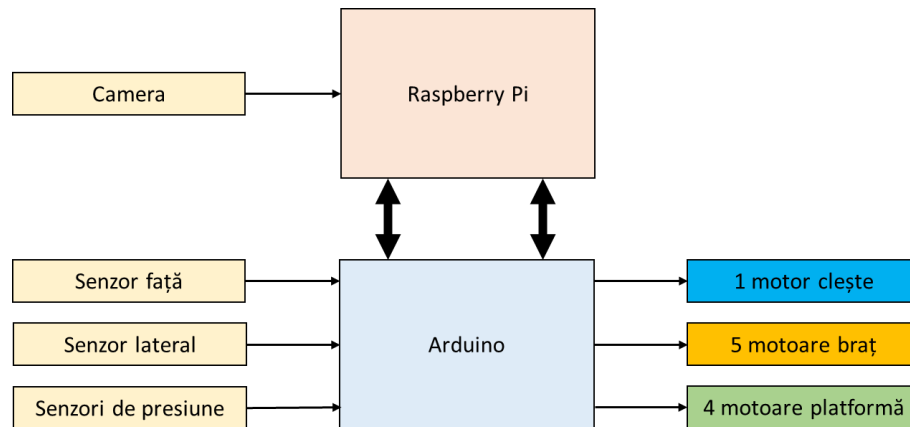 Camera
Raspberry Pi
Senzor față
Senzor lateral
Senzori de presiune
Arduino
1 motor clește
5 motoare braț
4 motoare platformă